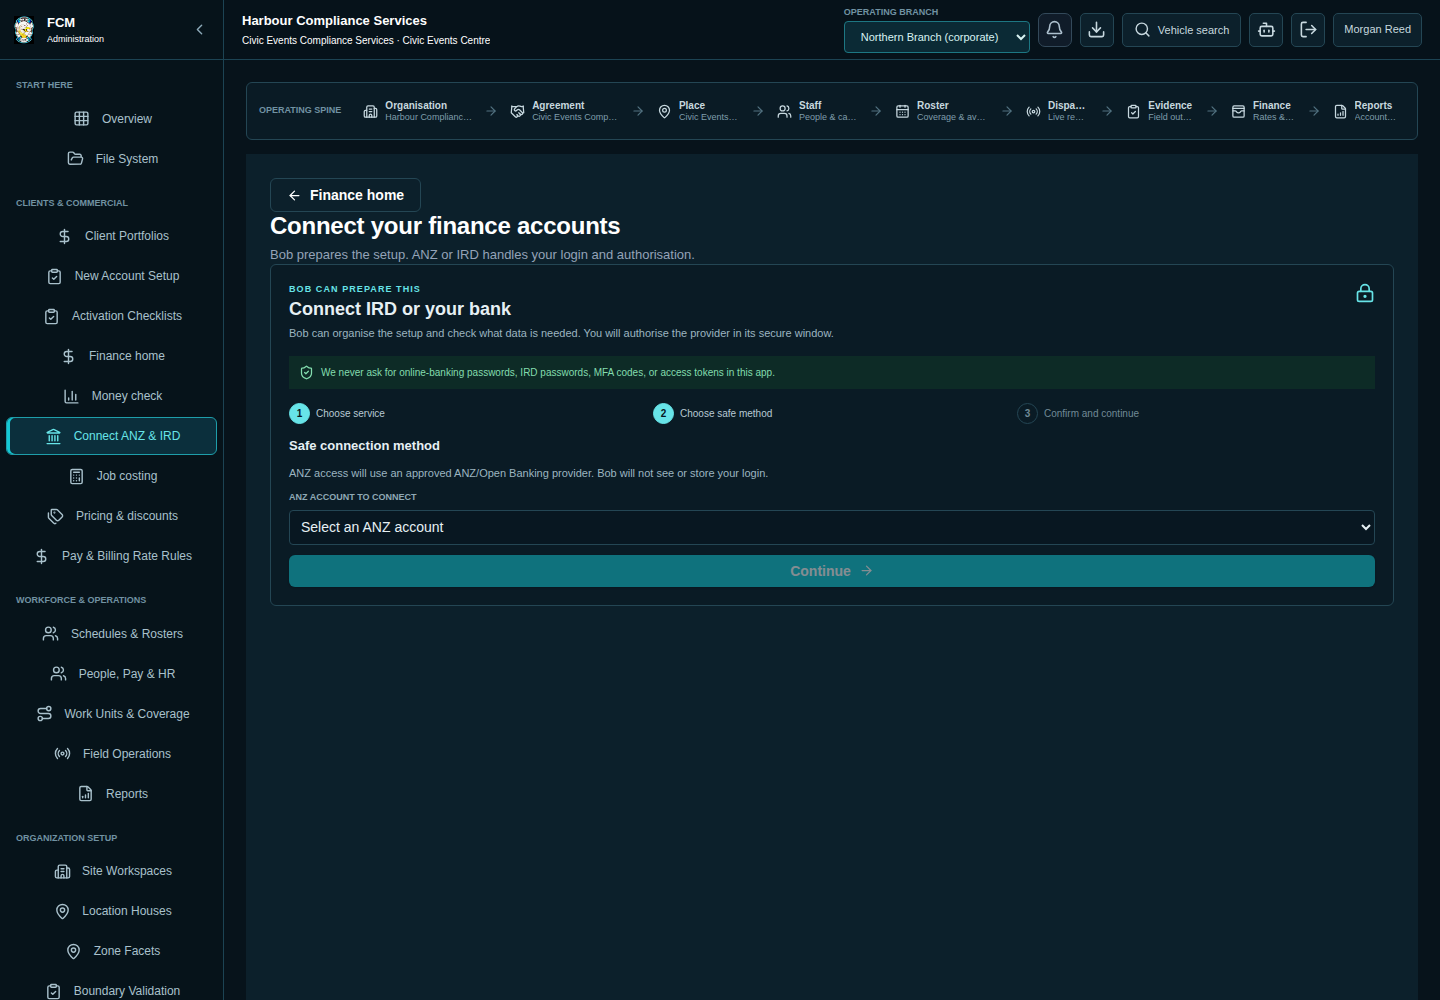 FCM
Administration
START HERE
Overview
File System
CLIENTS & COMMERCIAL
Client Portfolios
New Account Setup
Activation Checklists
Finance home
Money check
Connect ANZ & IRD
Job costing
Pricing & discounts
Pay & Billing Rate Rules
WORKFORCE & OPERATIONS
Schedules & Rosters
People, Pay & HR
Work Units & Coverage
Field Operations
Reports
ORGANIZATION SETUP
Site Workspaces
Location Houses
Zone Facets
Boundary Validation
Harbour Compliance Services
Civic Events Compliance Services · Civic Events Centre
OPERATING BRANCH
Northern Branch (corporate)
Vehicle search
Morgan Reed
OPERATING SPINE
Organisation
Harbour Complianc…
Agreement
Civic Events Comp…
Place
Civic Events…
Staff
People & ca…
Roster
Coverage & av…
Dispa…
Live re…
Evidence
Field out…
Finance
Rates &…
Reports
Account…
Finance home
Connect your finance accounts
Bob prepares the setup. ANZ or IRD handles your login and authorisation.
BOB CAN PREPARE THIS
Connect IRD or your bank
Bob can organise the setup and check what data is needed. You will authorise the provider in its secure window.
We never ask for online-banking passwords, IRD passwords, MFA codes, or access tokens in this app.
1 Choose service
2 Choose safe method
3 Confirm and continue
Safe connection method
ANZ access will use an approved ANZ/Open Banking provider. Bob will not see or store your login.
ANZ ACCOUNT TO CONNECT
Select an ANZ account
Continue